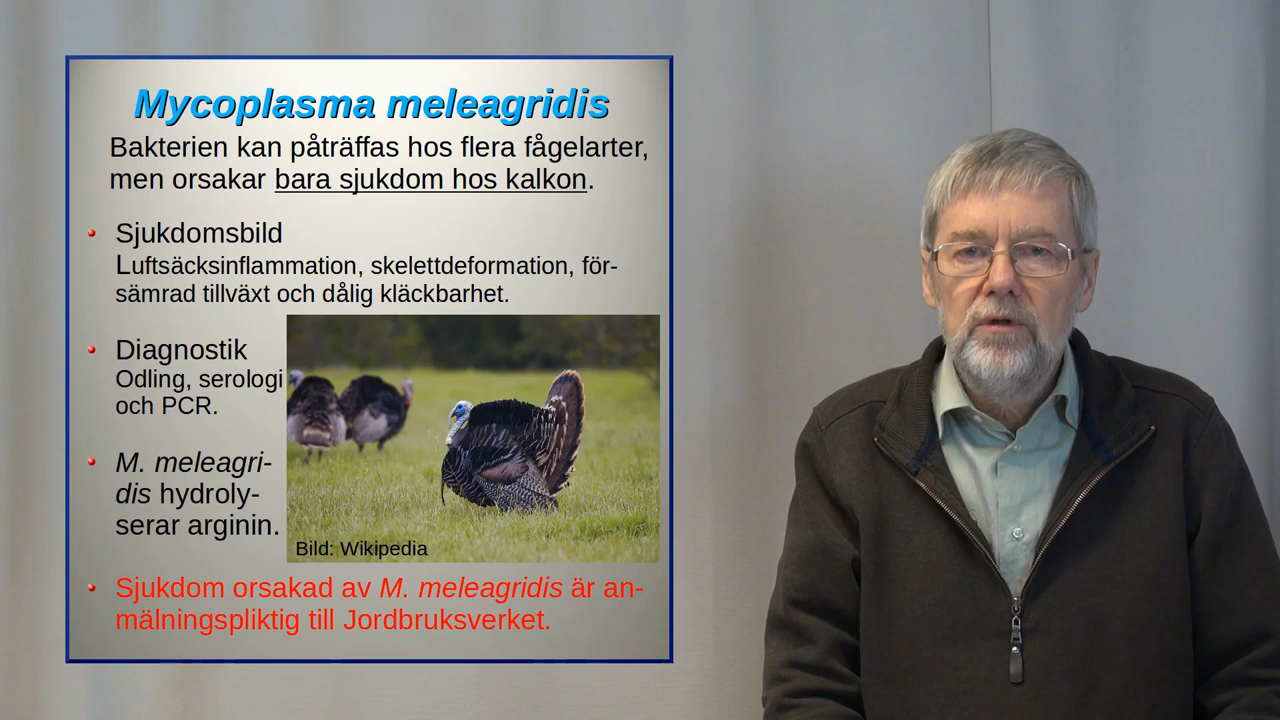 Mycoplasma meleagridis
Bakterien kan påträffas hos flera fågelarter,
men orsakar bara sjukdom hos kalkon.
Sjukdomsbild
Luftsäcksinflammation, skelettdeformation, för-
sämrad tillväxt och dålig kläckbarhet.
Diagnostik
Odling, serologi
och PCR.
M. meleagri-
dis hydroly-
serar arginin.
Bild: Wikipedia
Sjukdom orsakad av M. meleagridis är an-
mälningspliktig till Jordbruksverket.